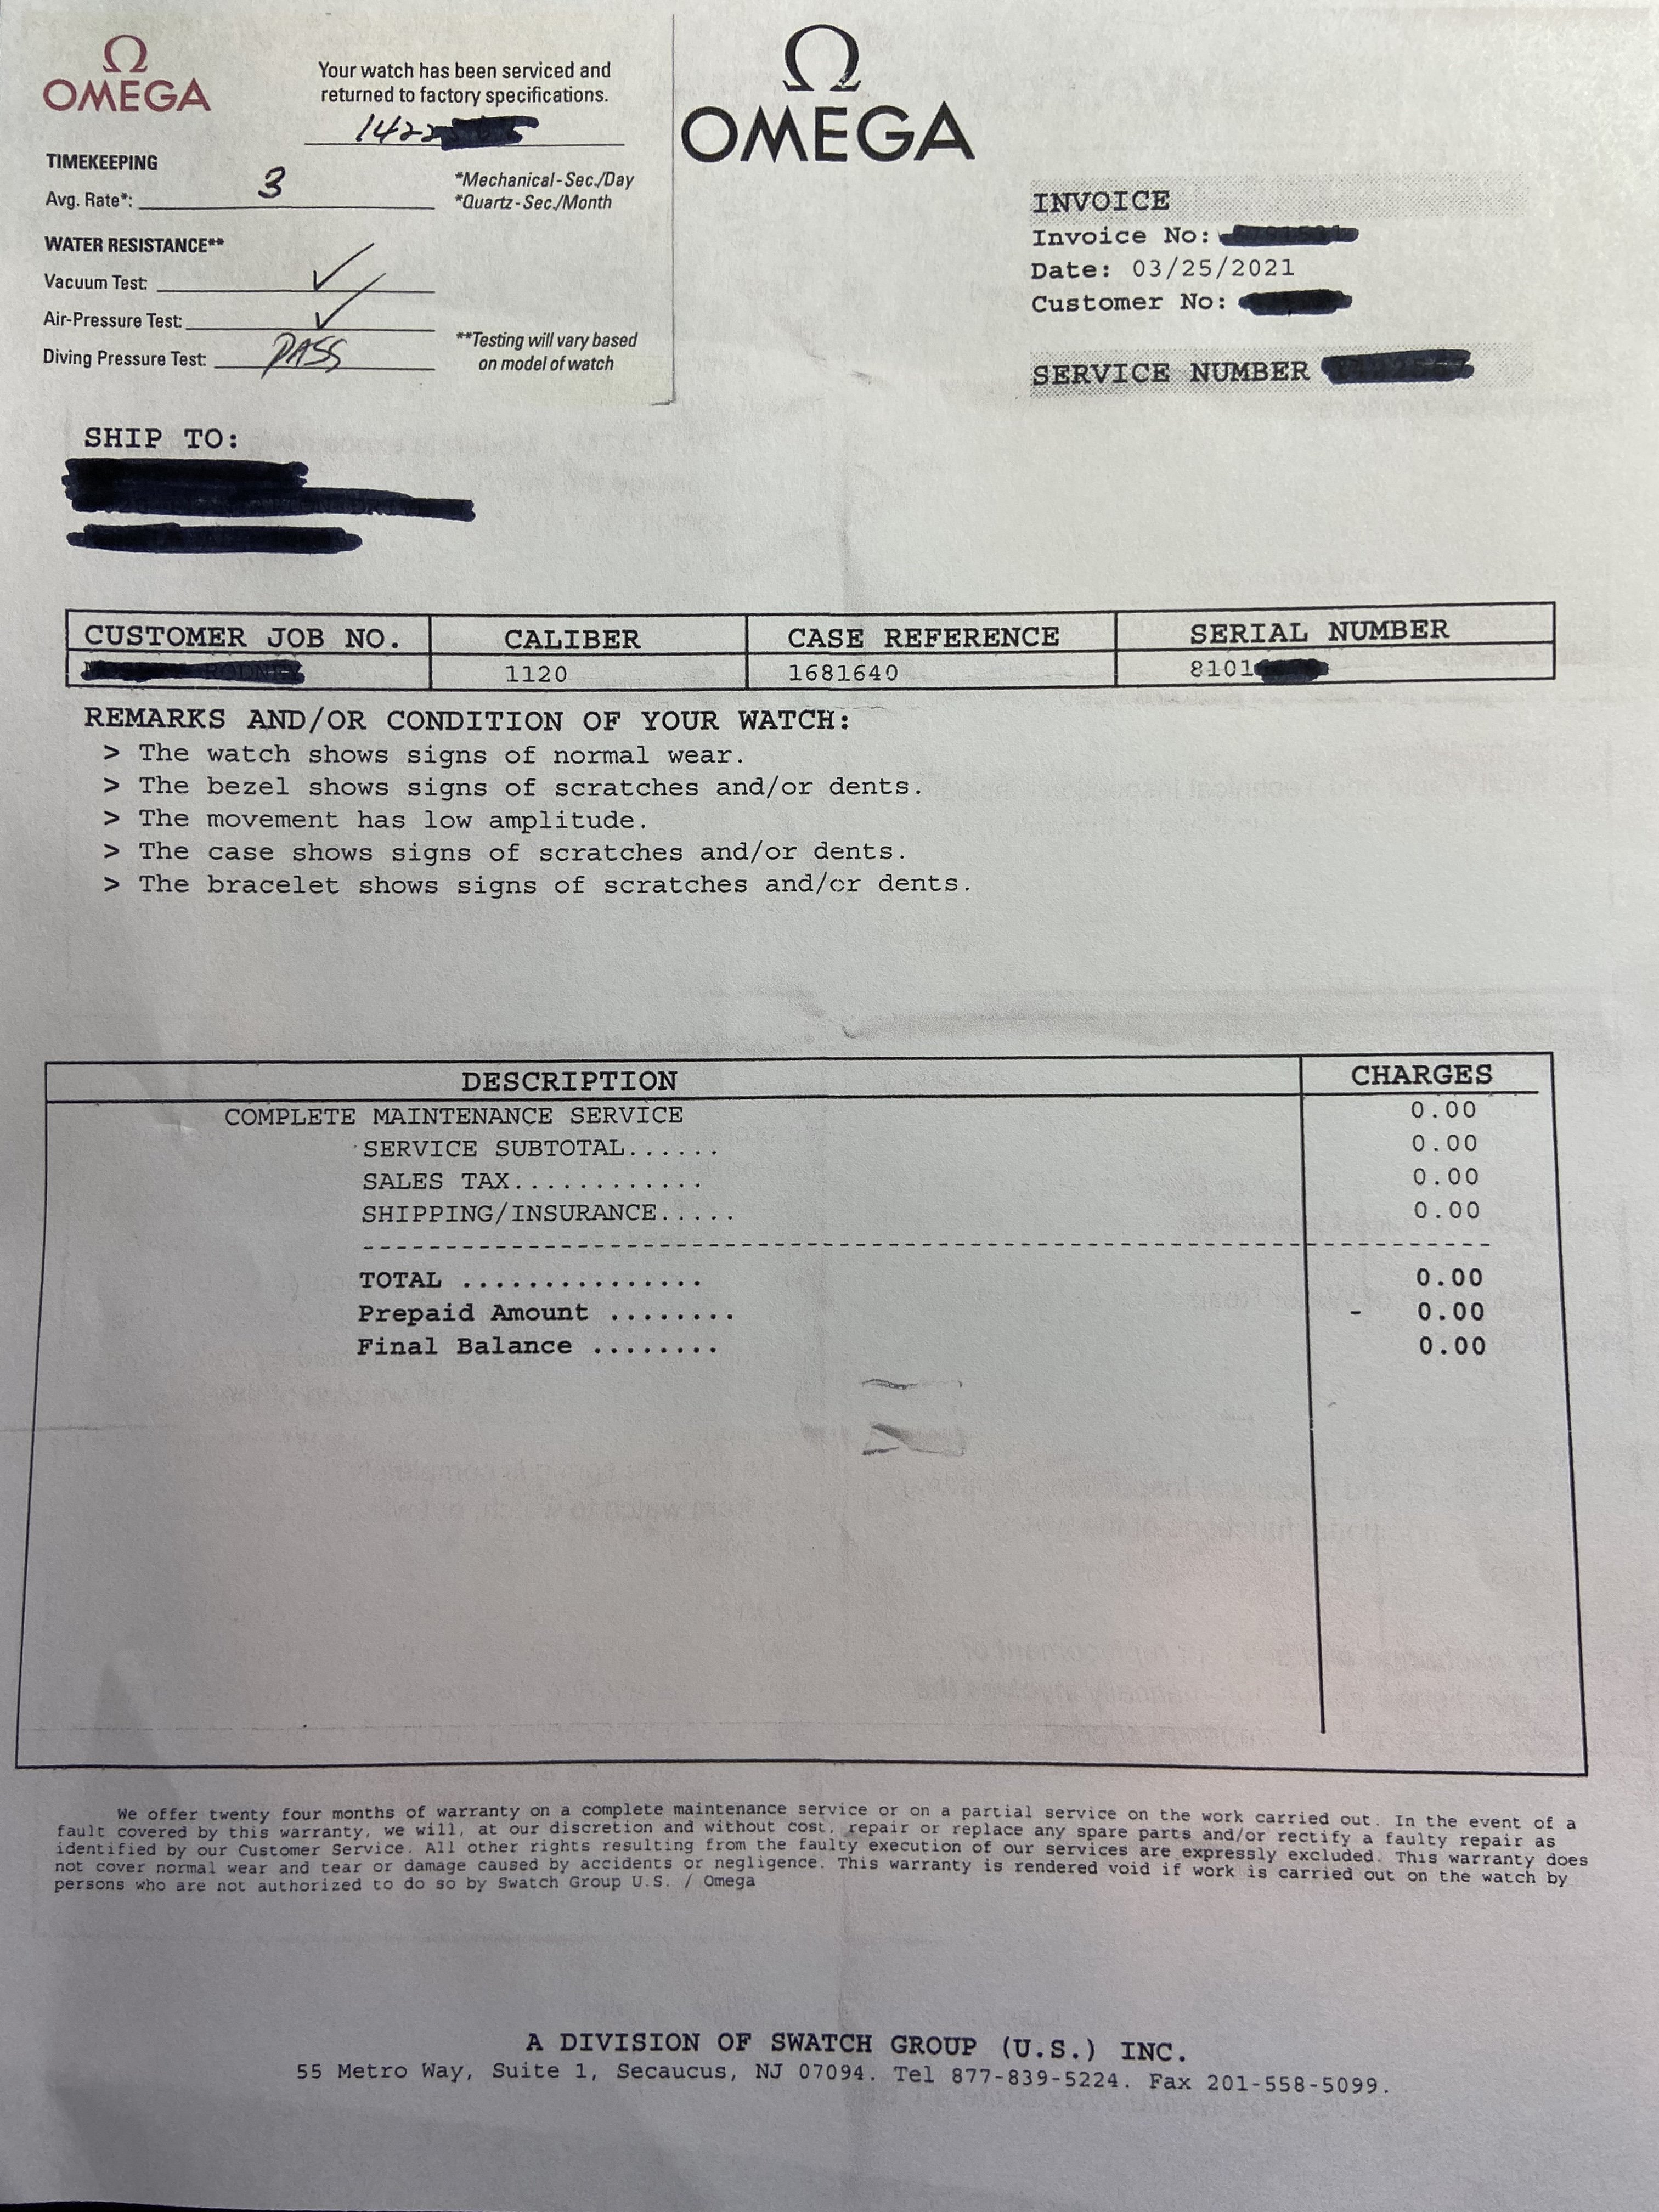 Ω
OMEGA
Your watch has been serviced and
returned to factory specifications.
1422
TIMEKEEPING
Avg. Rate*: 3
*Mechanical-Sec./Day
*Quartz-Sec./Month
WATER RESISTANCE**
Vacuum Test: ✓
Air-Pressure Test: ✓
Diving Pressure Test: PASS
**Testing will vary based
on model of watch
Ω
OMEGA
INVOICE
Invoice No:
Date: 03/25/2021
Customer No:
SERVICE NUMBER
SHIP TO:
CUSTOMER JOB NO. CALIBER CASE REFERENCE SERIAL NUMBER
1120 1681640 8101
REMARKS AND/OR CONDITION OF YOUR WATCH:
> The watch shows signs of normal wear.
> The bezel shows signs of scratches and/or dents.
> The movement has low amplitude.
> The case shows signs of scratches and/or dents.
> The bracelet shows signs of scratches and/or dents.
DESCRIPTION CHARGES
COMPLETE MAINTENANCE SERVICE 0.00
SERVICE SUBTOTAL...... 0.00
SALES TAX............ 0.00
SHIPPING/INSURANCE..... 0.00
TOTAL ............... 0.00
Prepaid Amount ........ - 0.00
Final Balance ........ 0.00
We offer twenty four months of warranty on a complete maintenance service or on a partial service on the work carried out. In the event of a
fault covered by this warranty, we will, at our discretion and without cost, repair or replace any spare parts and/or rectify a faulty repair as
identified by our Customer Service. All other rights resulting from the faulty execution of our services are expressly excluded. This warranty does
not cover normal wear and tear or damage caused by accidents or negligence. This warranty is rendered void if work is carried out on the watch by
persons who are not authorized to do so by Swatch Group U.S. / Omega
A DIVISION OF SWATCH GROUP (U.S.) INC.
55 Metro Way, Suite 1, Secaucus, NJ 07094. Tel 877-839-5224. Fax 201-558-5099.